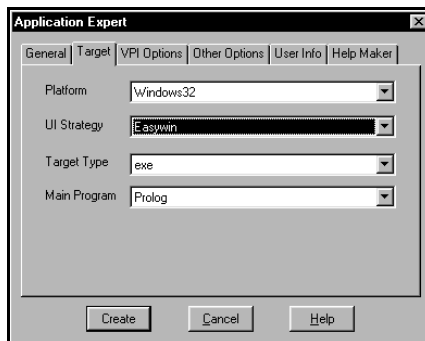 Application Expert
General Target VPI Options Other Options User Info Help Maker
Platform Windows32
UI Strategy Easywin
Target Type exe
Main Program Prolog
Create Cancel Help